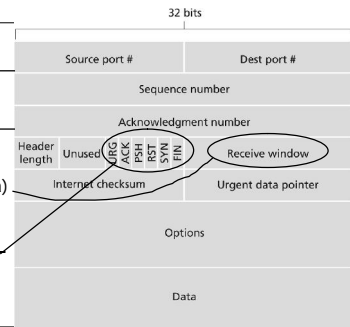 32 bits
Source port # Dest port #
Sequence number
Acknowledgment number
Header length Unused URG ACK PSH RST SYN FIN Receive window
Internet checksum Urgent data pointer
Options
Data